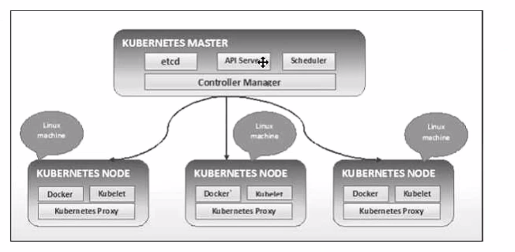 KUBERNETES MASTER
etcd
API Server
Scheduler
Controller Manager
Linux
machine
Linux
machine
Linux
machine
KUBERNETES NODE
KUBERNETES NODE
KUBERNETES NODE
Docker
Kubelet
Docker
Kubelet
Docker
Kubelet
Kubernetes Proxy
Kubernetes Proxy
Kubernetes Proxy